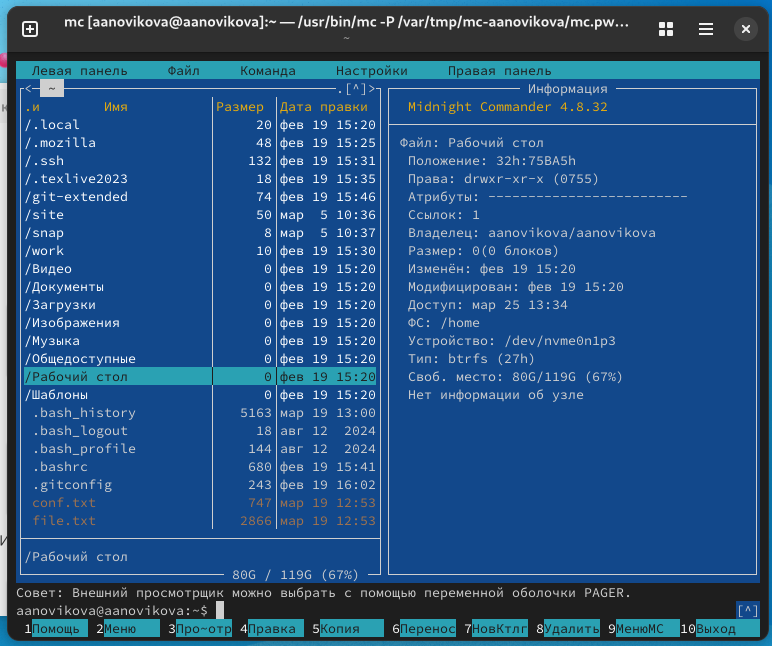 mc [aanovikova@aanovikova]:~ — /usr/bin/mc -P /var/tmp/mc-aanovikova/mc.pw…
~
Левая панель Файл Команда Настройки Правая панель
<— ~ .[^]>
.и Имя Размер Дата правки
/.local 20 фев 19 15:20
/.mozilla 48 фев 19 15:25
/.ssh 132 фев 19 15:31
/.texlive2023 18 фев 19 15:35
/git-extended 74 фев 19 15:46
/site 50 мар 5 10:36
/snap 8 мар 5 10:37
/work 10 фев 19 15:30
/Видео 0 фев 19 15:20
/Документы 0 фев 19 15:20
/Загрузки 0 фев 19 15:20
/Изображения 0 фев 19 15:20
/Музыка 0 фев 19 15:20
/Общедоступные 0 фев 19 15:20
/Рабочий стол 0 фев 19 15:20
/Шаблоны 0 фев 19 15:20
.bash_history 5163 мар 19 13:00
.bash_logout 18 авг 12 2024
.bash_profile 144 авг 12 2024
.bashrc 680 фев 19 15:41
.gitconfig 243 фев 19 16:02
conf.txt 747 мар 19 12:53
file.txt 2866 мар 19 12:53
/Рабочий стол
80G / 119G (67%)
Информация
Midnight Commander 4.8.32
Файл: Рабочий стол
Положение: 32h:75BA5h
Права: drwxr-xr-x (0755)
Атрибуты: -------------------------
Ссылок: 1
Владелец: aanovikova/aanovikova
Размер: 0(0 блоков)
Изменён: фев 19 15:20
Модифицирован: фев 19 15:20
Доступ: мар 25 13:34
ФС: /home
Устройство: /dev/nvme0n1p3
Тип: btrfs (27h)
Своб. место: 80G/119G (67%)
Нет информации об узле
Совет: Внешний просмотрщик можно выбрать с помощью переменной оболочки PAGER.
aanovikova@aanovikova:~$ [^]
1Помощь 2Меню 3Про~отр 4Правка 5Копия 6Перенос 7НовКтлг 8Удалить 9МенюMC 10Выход